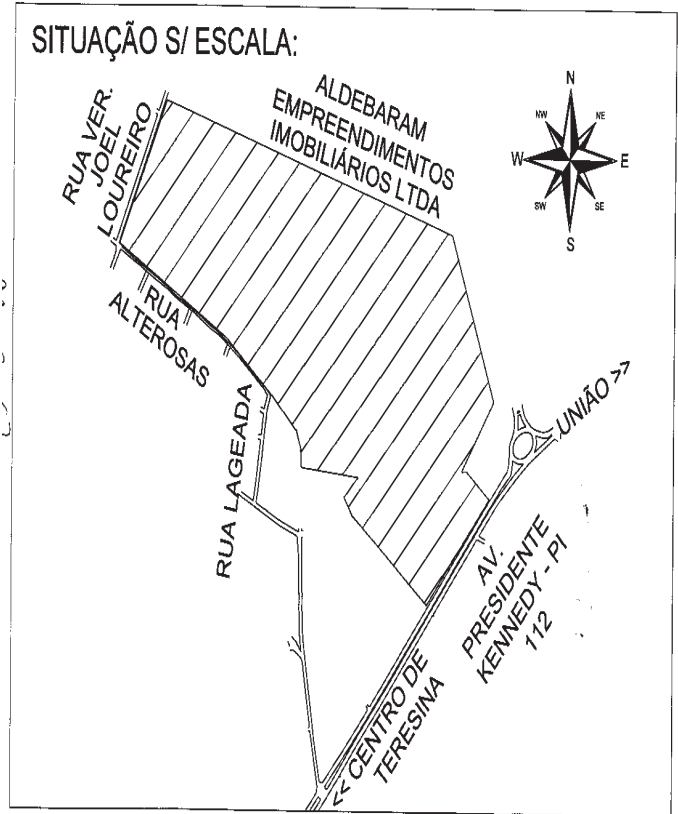 SITUAÇÃO S/ ESCALA:
ALDEBARAM
EMPREENDIMENTOS
IMOBILIÁRIOS LTDA
RUA VER.
JOEL
LOUREIRO
N
NW
NE
W
E
SW
SE
S
RUA
ALTEROSAS
RUA LAGEADA
UNIÃO >>
AV.
PRESIDENTE
KENNEDY - PI
112
<< CENTRO DE
TERESINA